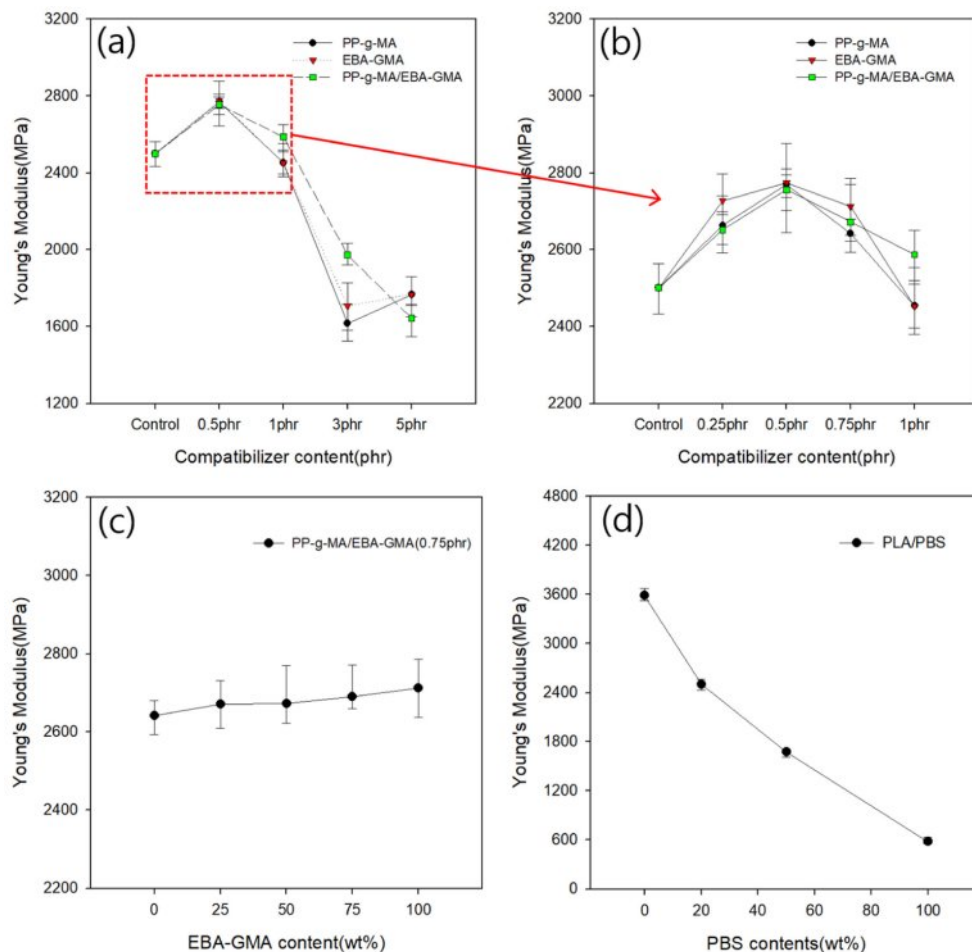 (a)
PP-g-MA
EBA-GMA
PP-g-MA/EBA-GMA
3200
2800
2400
2000
1600
1200
Young's Modulus(MPa)
Control 0.5phr 1phr 3phr 5phr
Compatibilizer content(phr)
(b)
PP-g-MA
EBA-GMA
PP-g-MA/EBA-GMA
3200
3000
2800
2600
2400
2200
Young's Modulus(MPa)
Control 0.25phr 0.5phr 0.75phr 1phr
Compatibilizer content(phr)
(c)
PP-g-MA/EBA-GMA(0.75phr)
3200
3000
2800
2600
2400
2200
Young's Modulus(MPa)
0 25 50 75 100
EBA-GMA content(wt%)
(d)
PLA/PBS
4800
4200
3600
3000
2400
1800
1200
600
0
Young's Modulus(MPa)
0 20 40 60 80 100
PBS contents(wt%)